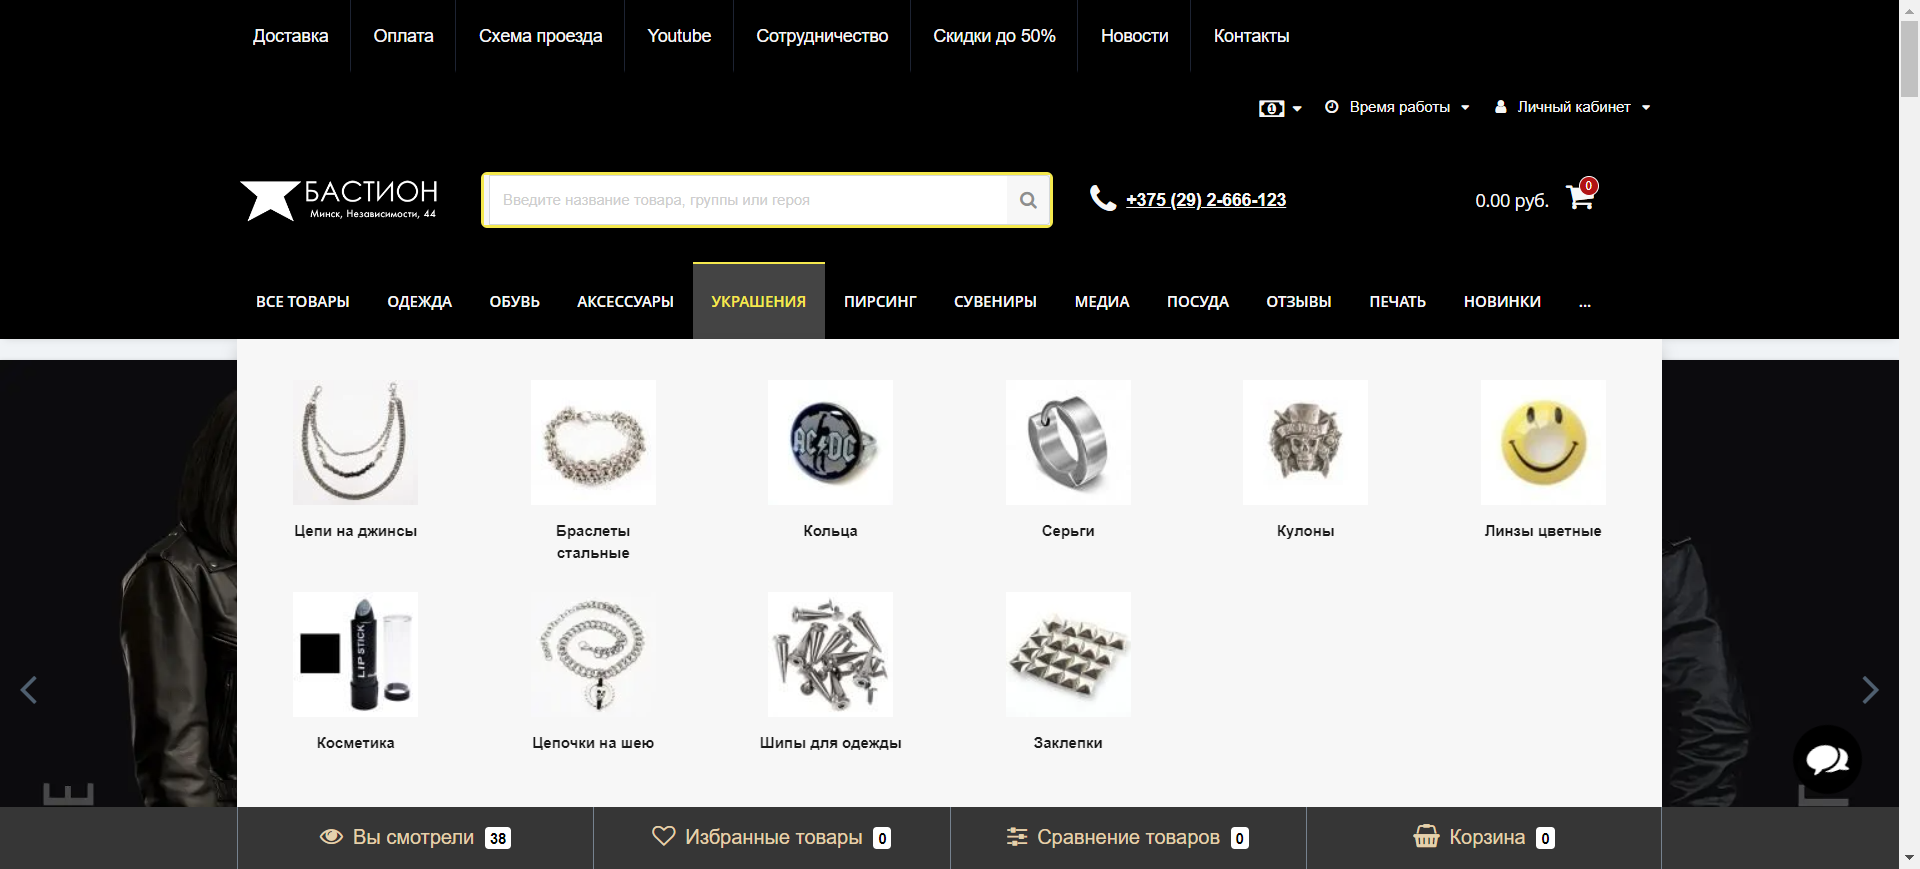 Доставка
Оплата
Схема проезда
Youtube
Сотрудничество
Скидки до 50%
Новости
Контакты
Время работы
Личный кабинет
БАСТИОН
Минск, Независимости, 44
Введите название товара, группы или героя
+375 (29) 2-666-123
0.00 руб.
0
ВСЕ ТОВАРЫ
ОДЕЖДА
ОБУВЬ
АКСЕССУАРЫ
УКРАШЕНИЯ
ПИРСИНГ
СУВЕНИРЫ
МЕДИА
ПОСУДА
ОТЗЫВЫ
ПЕЧАТЬ
НОВИНКИ
...
AC DC
Цепи на джинсы
Браслеты
стальные
Кольца
Серьги
Кулоны
Линзы цветные
LIPSTICK
Косметика
Цепочки на шею
Шипы для одежды
Заклепки
E
Вы смотрели 38
Избранные товары 0
Сравнение товаров 0
Корзина 0